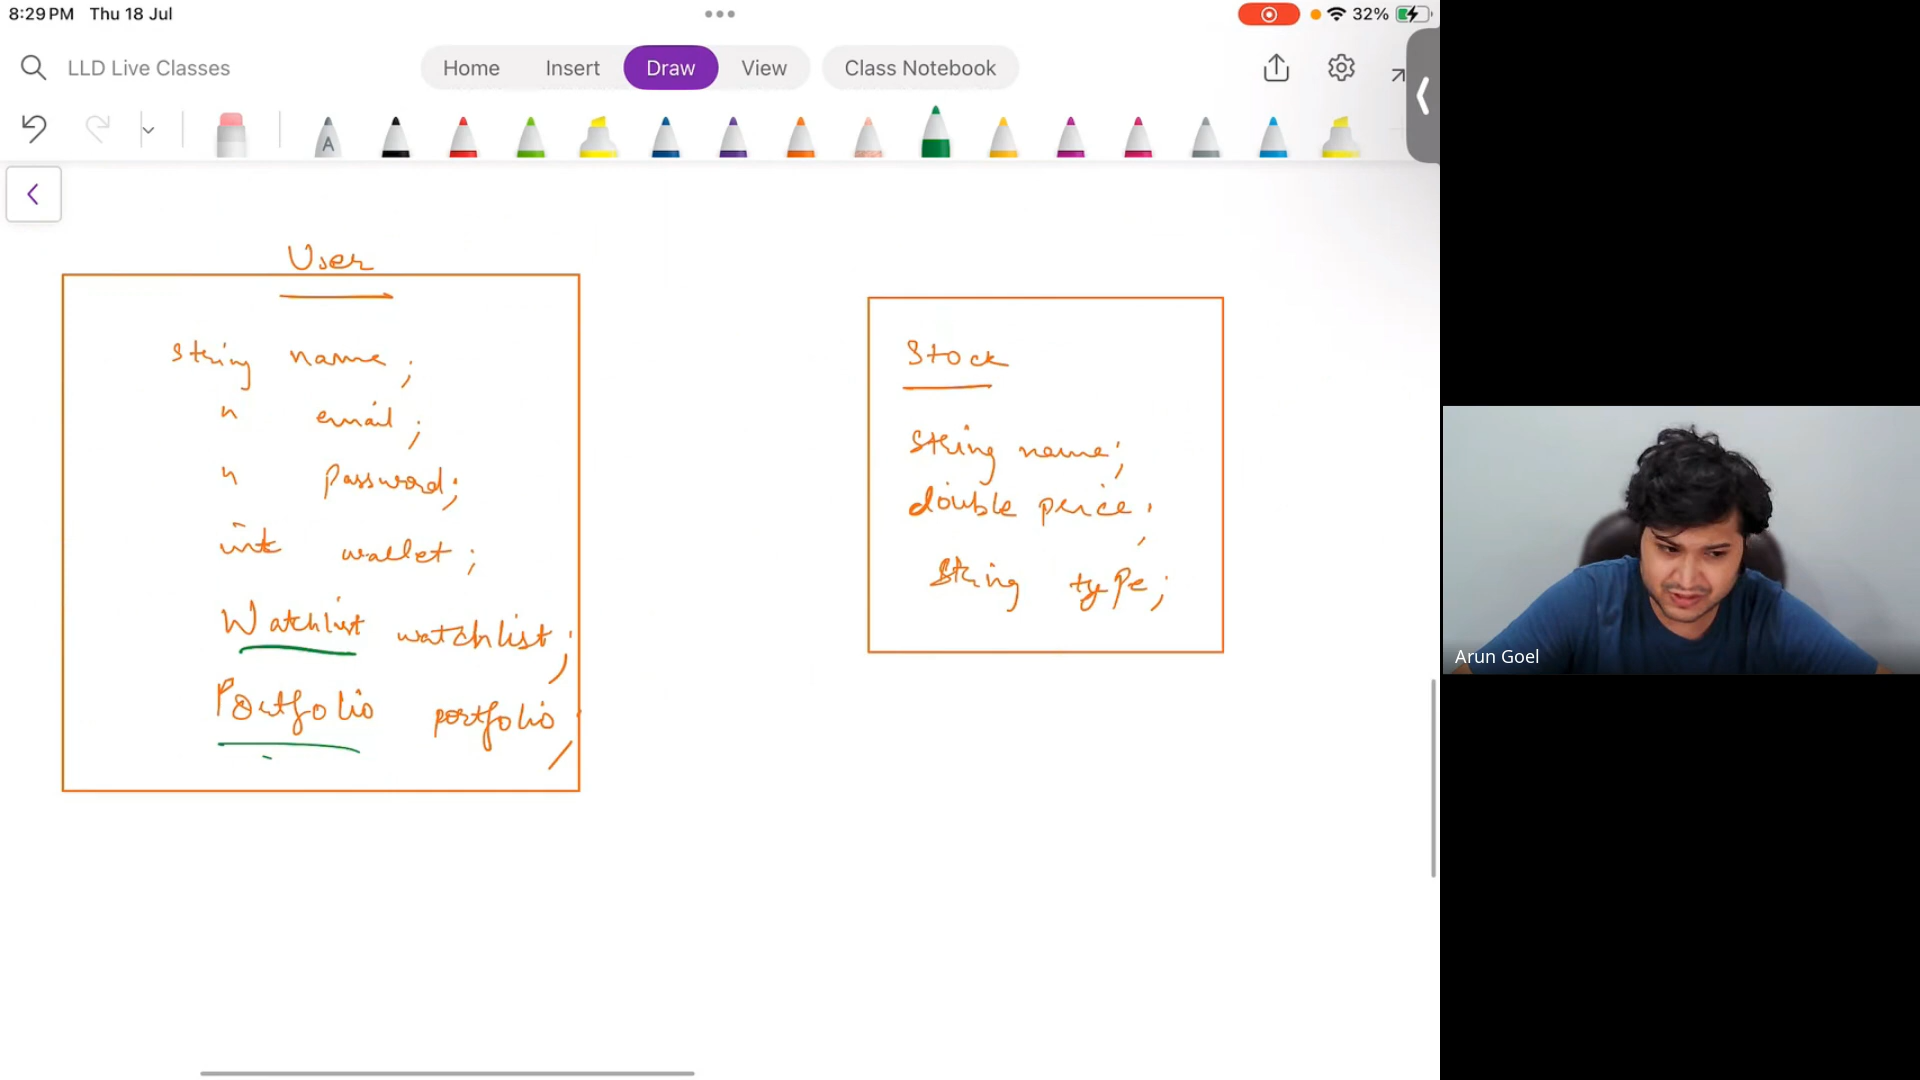 8:29 PM Thu 18 Jul
32%
LLD Live Classes
Home Insert Draw View Class Notebook
A
User
String name;
" email;
" Password;
int wallet;
Watchlist watchlist;
Portfolio portfolio;
Stock
String name;
double price;
String type;
Arun Goel